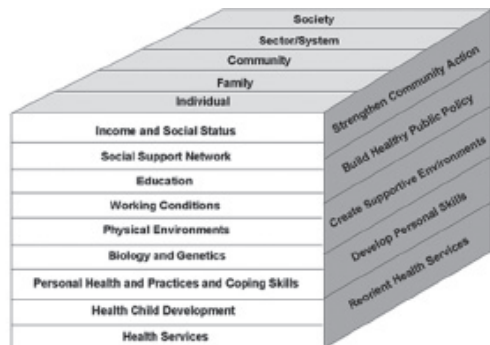 Society
Sector/System
Community
Family
Individual
Income and Social Status
Social Support Network
Education
Working Conditions
Physical Environments
Biology and Genetics
Personal Health and Practices and Coping Skills
Health Child Development
Health Services
Strengthen Community Action
Build Healthy Public Policy
Create Supportive Environments
Develop Personal Skills
Reorient Health Services